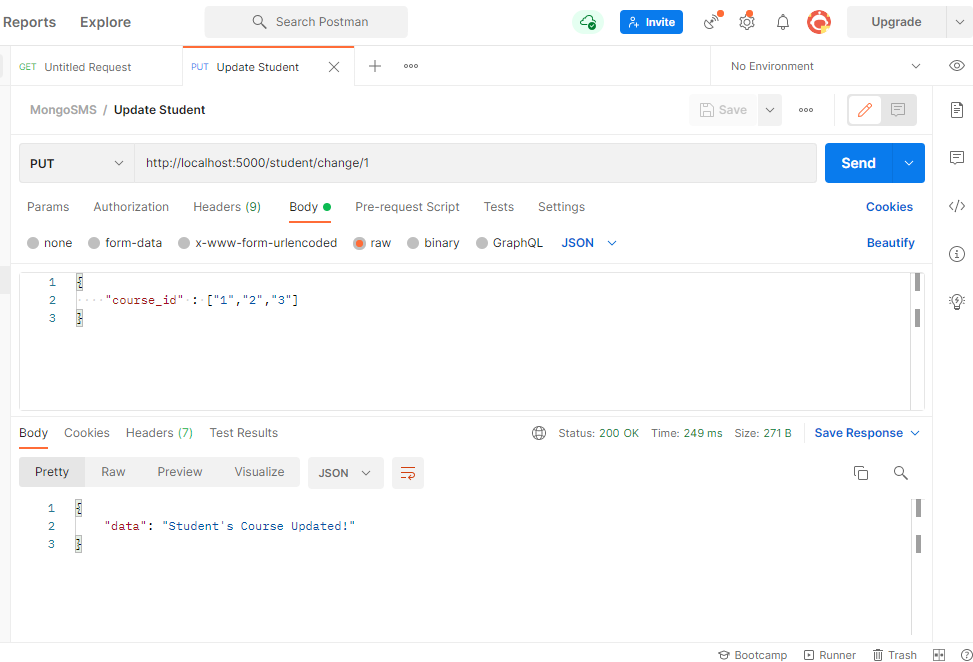 Reports Explore Search Postman Invite Upgrade
GET Untitled Request PUT Update Student No Environment
MongoSMS / Update Student Save
PUT http://localhost:5000/student/change/1 Send
Params Authorization Headers (9) Body Pre-request Script Tests Settings Cookies
none form-data x-www-form-urlencoded raw binary GraphQL JSON Beautify
1 {
2 ····"course_id" : ["1","2","3"]
3 }
Body Cookies Headers (7) Test Results Status: 200 OK Time: 249 ms Size: 271 B Save Response
Pretty Raw Preview Visualize JSON
1 {
2 "data": "Student's Course Updated!"
3 }
Bootcamp Runner Trash